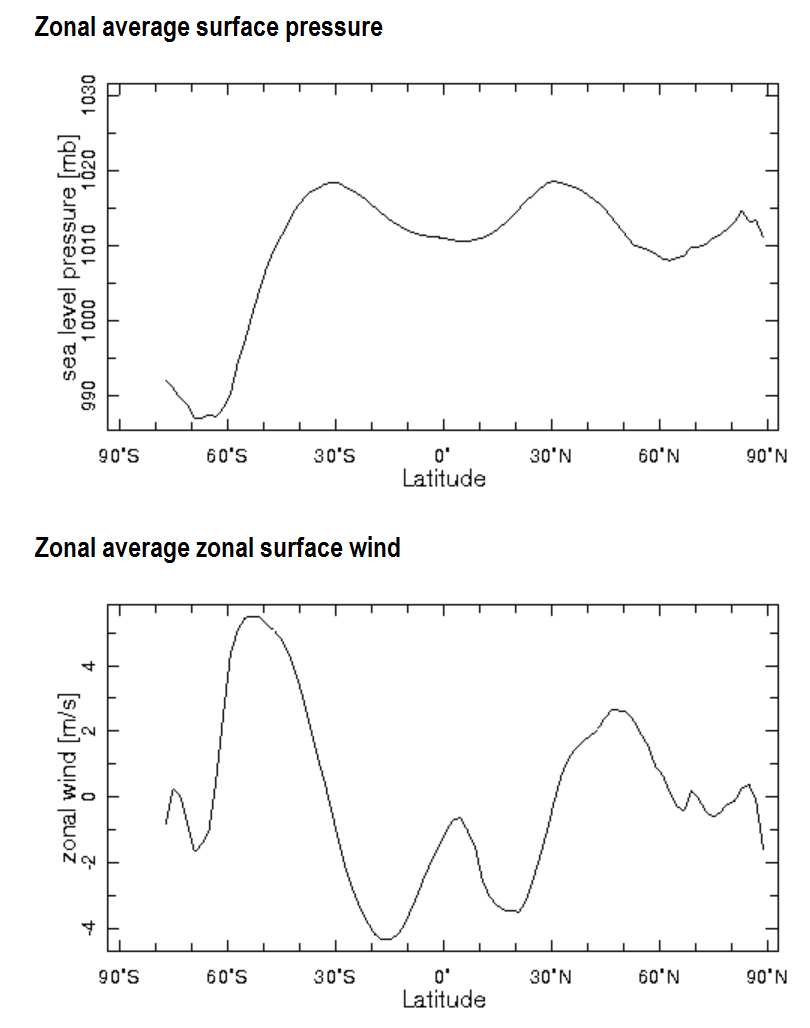 Zonal average surface pressure
sea level pressure [mb]
1030
1020
1010
1000
990
90°S 60°S 30°S 0° 30°N 60°N 90°N
Latitude
Zonal average zonal surface wind
zonal wind [m/s]
4
2
0
-2
-4
90°S 60°S 30°S 0° 30°N 60°N 90°N
Latitude